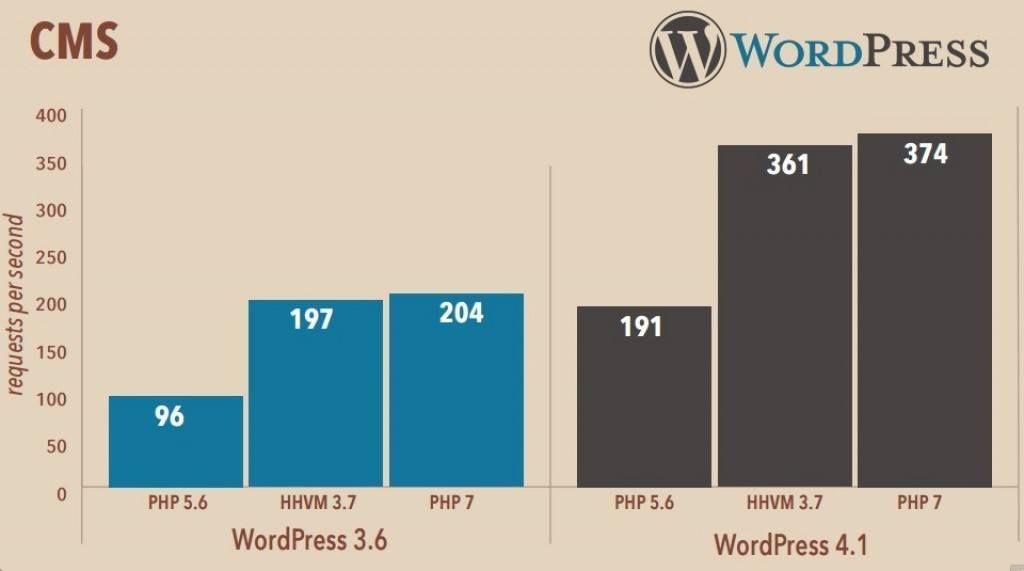 CMS
WORDPRESS
400
350
300
250
200
150
100
50
0
requests per second
96
197
204
191
361
374
PHP 5.6
HHVM 3.7
PHP 7
PHP 5.6
HHVM 3.7
PHP 7
WordPress 3.6
WordPress 4.1